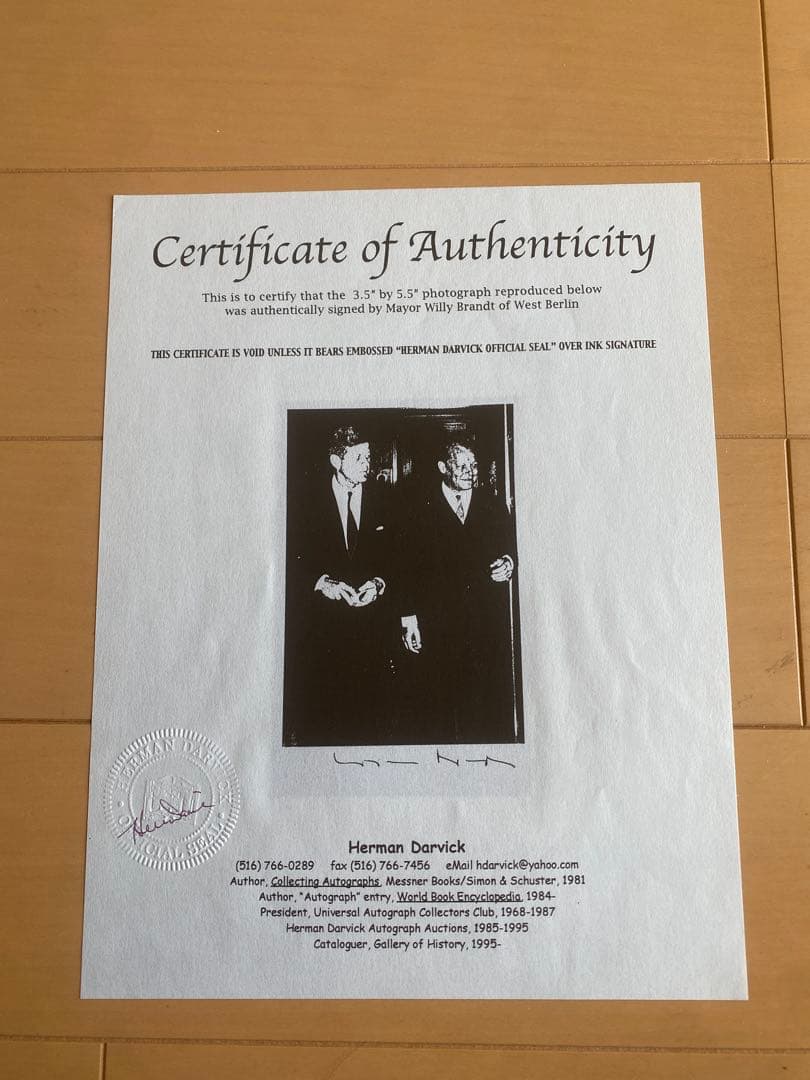 Certificate of Authenticity
This is to certify that the 3.5" by 5.5" photograph reproduced below
was authentically signed by Mayor Willy Brandt of West Berlin
THIS CERTIFICATE IS VOID UNLESS IT BEARS EMBOSSED "HERMAN DARVICK OFFICIAL SEAL" OVER INK SIGNATURE
HERMAN DARVICK
OFFICIAL SEAL
Herman Darvick
(516) 766-0289 fax (516) 766-7456 eMail hdarvick@yahoo.com
Author, Collecting Autographs, Messner Books/Simon & Schuster, 1981
Author, "Autograph" entry, World Book Encyclopedia, 1984-
President, Universal Autograph Collectors Club, 1968-1987
Herman Darvick Autograph Auctions, 1985-1995
Cataloguer, Gallery of History, 1995-